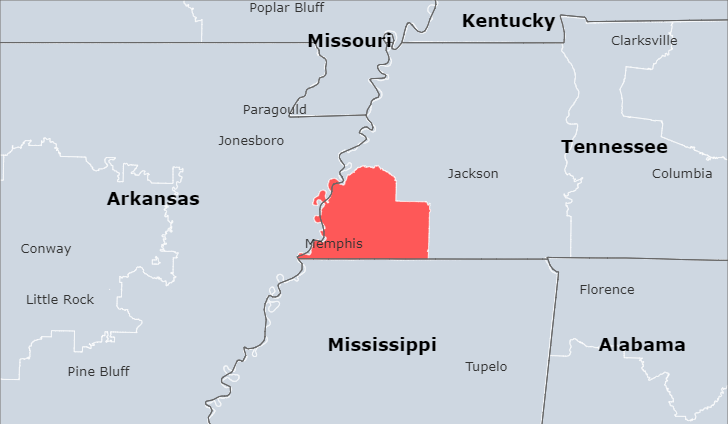 Poplar Bluff
Kentucky
Missouri
Clarksville
Paragould
Jonesboro
Tennessee
Jackson
Columbia
Arkansas
Memphis
Conway
Florence
Little Rock
Mississippi
Alabama
Tupelo
Pine Bluff